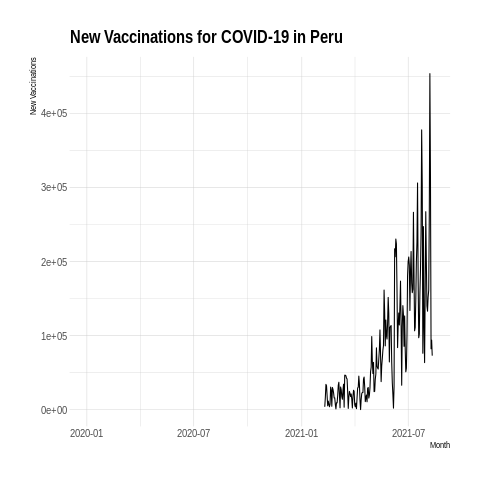 New Vaccinations for COVID-19 in Peru
New Vaccinations
4e+05
3e+05
2e+05
1e+05
0e+00
2020-01
2020-07
2021-01
2021-07
Month